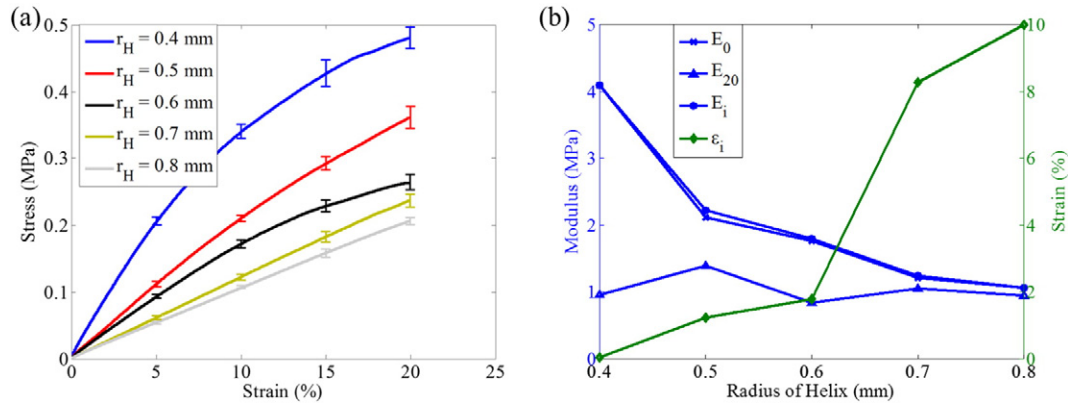 (a)
0.5
0.4
0.3
0.2
0.1
0
Stress (MPa)
r_H = 0.4 mm
r_H = 0.5 mm
r_H = 0.6 mm
r_H = 0.7 mm
r_H = 0.8 mm
0 5 10 15 20 25
Strain (%)
(b)
5
4
3
2
1
0
Modulus (MPa)
E_0
E_20
E_i
ε_i
10
8
6
4
2
0
Strain (%)
0.4 0.5 0.6 0.7 0.8
Radius of Helix (mm)